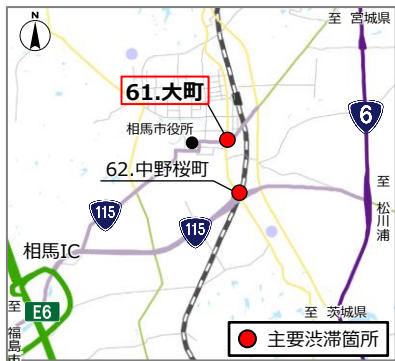 N
至 宮城県
61.大町
相馬市役所
6
62.中野桜町
至 松川浦
115
115
相馬IC
E6
至 福島市
至 茨城県
主要渋滞箇所